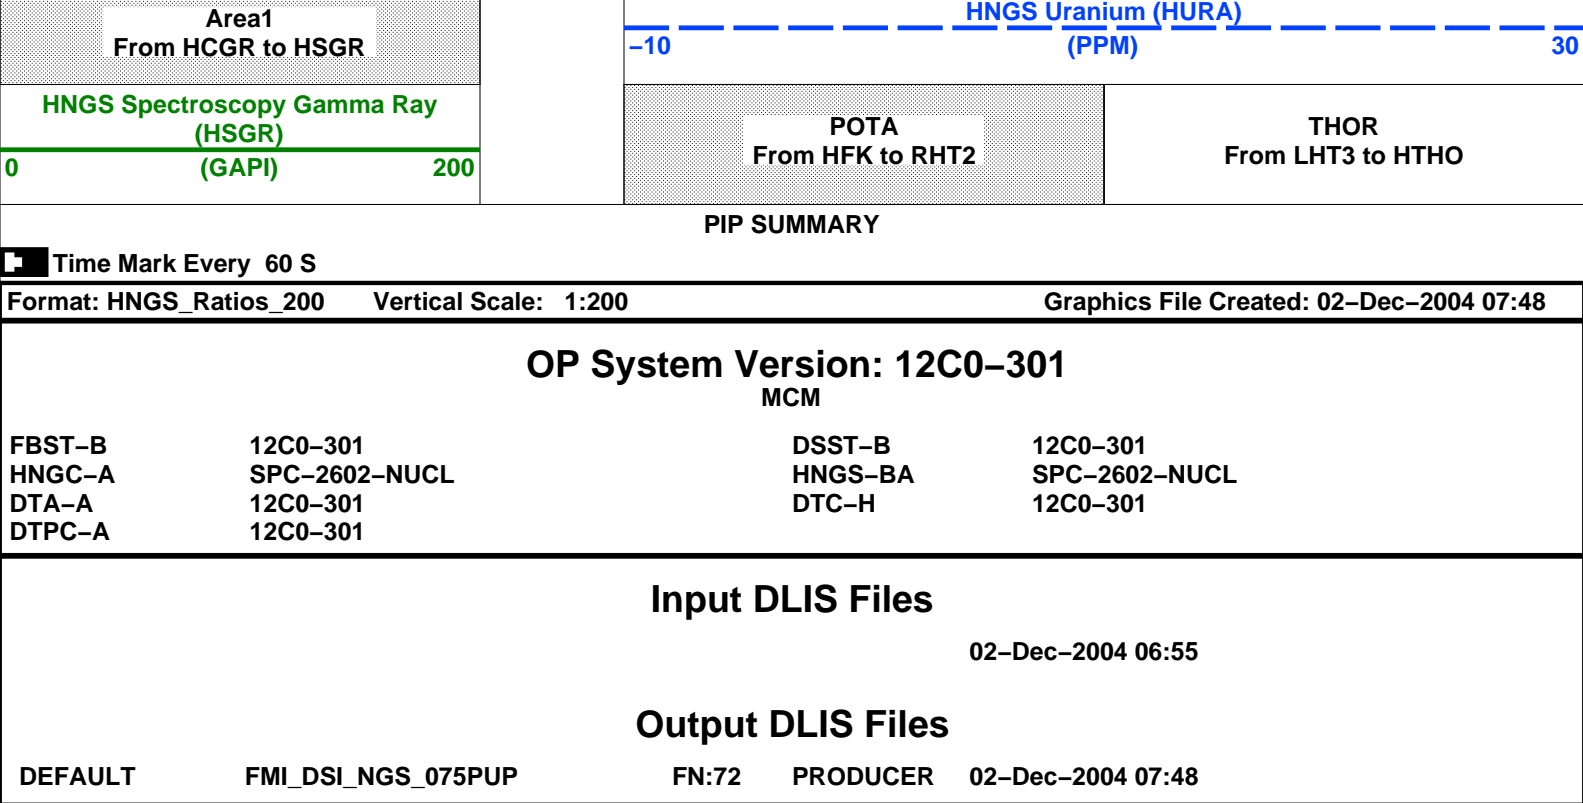 Area1
From HCGR to HSGR
HNGS Uranium (HURA)
−10 (PPM) 30
HNGS Spectroscopy Gamma Ray
(HSGR)
0 (GAPI) 200
POTA
From HFK to RHT2
THOR
From LHT3 to HTHO
PIP SUMMARY
Time Mark Every 60 S
Format: HNGS_Ratios_200 Vertical Scale: 1:200 Graphics File Created: 02−Dec−2004 07:48
OP System Version: 12C0−301
MCM
FBST−B 12C0−301 DSST−B 12C0−301
HNGC−A SPC−2602−NUCL HNGS−BA SPC−2602−NUCL
DTA−A 12C0−301 DTC−H 12C0−301
DTPC−A 12C0−301
Input DLIS Files
02−Dec−2004 06:55
Output DLIS Files
DEFAULT FMI_DSI_NGS_075PUP FN:72 PRODUCER 02−Dec−2004 07:48